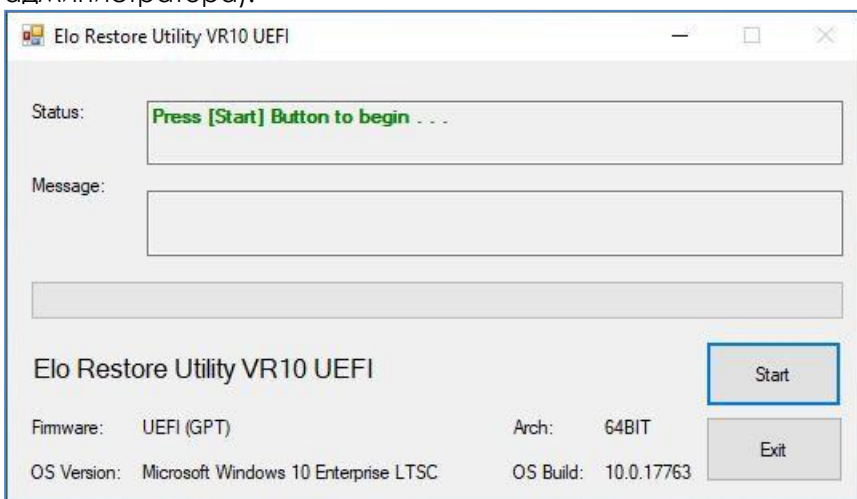 администратора).
Elo Restore Utility VR10 UEFI
Status:
Press [Start] Button to begin . . .
Message:
Elo Restore Utility VR10 UEFI
Start
Firmware: UEFI (GPT) Arch: 64BIT
Exit
OS Version: Microsoft Windows 10 Enterprise LTSC OS Build: 10.0.17763